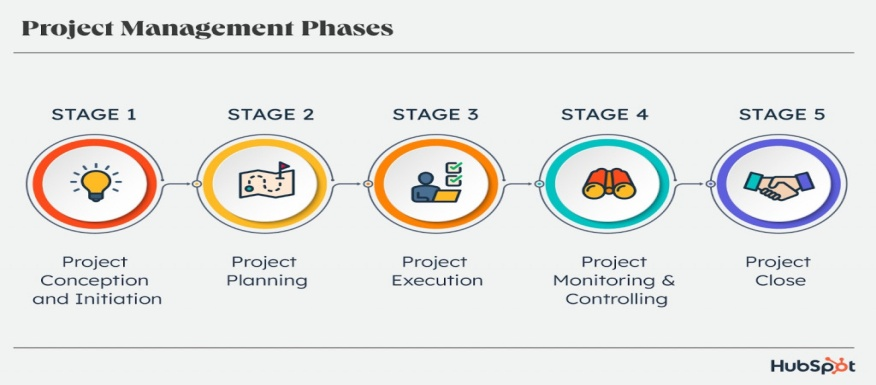 Project Management Phases
STAGE 1
STAGE 2
STAGE 3
STAGE 4
STAGE 5
Project
Conception
and Initiation
Project
Planning
Project
Execution
Project
Monitoring &
Controlling
Project
Close
HubSpot